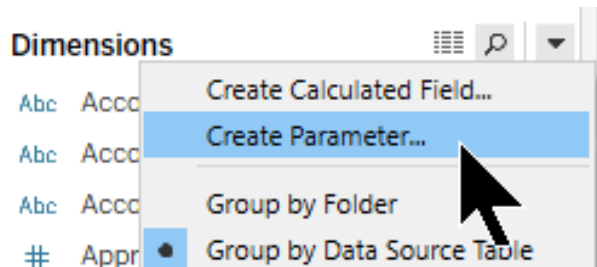 Dimensions
Abc Acco
Create Calculated Field...
Abc Acco
Create Parameter...
Abc Acco
Group by Folder
# Appr
Group by Data Source Table